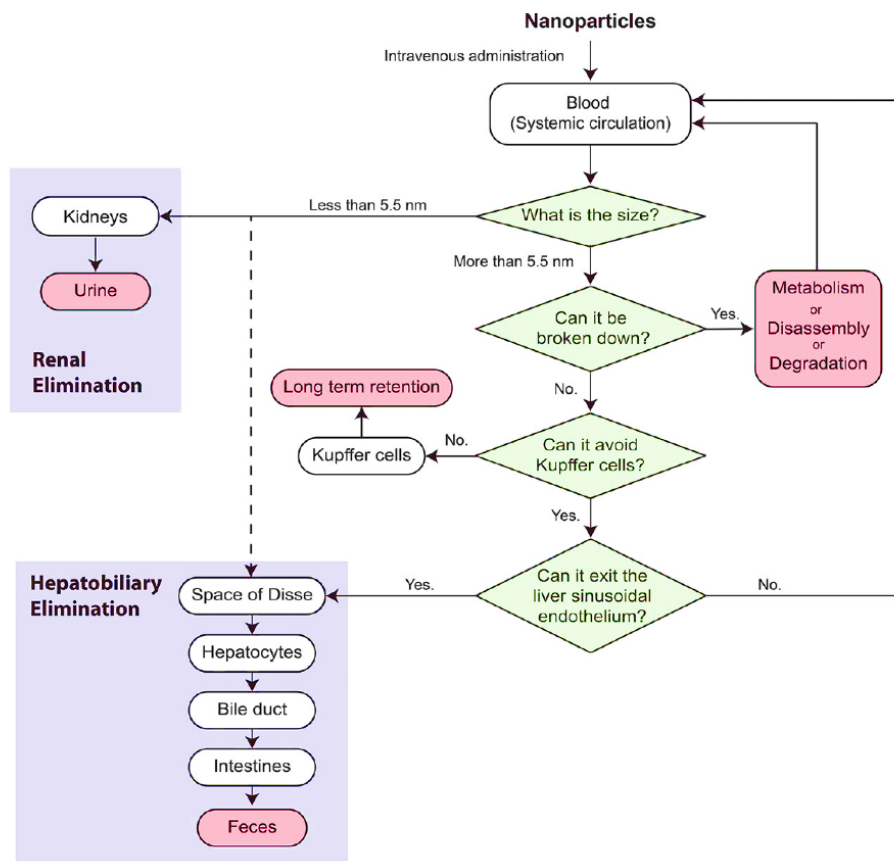 Nanoparticles
Intravenous administration
Blood
(Systemic circulation)
Less than 5.5 nm
What is the size?
Kidneys
Urine
Renal
Elimination
More than 5.5 nm
Can it be
broken down?
Yes.
Metabolism
or
Disassembly
or
Degradation
No.
Long term retention
Kupffer cells
No.
Can it avoid
Kupffer cells?
Yes.
Hepatobiliary
Elimination
Space of Disse
Yes.
Can it exit the
liver sinusoidal
endothelium?
No.
Hepatocytes
Bile duct
Intestines
Feces